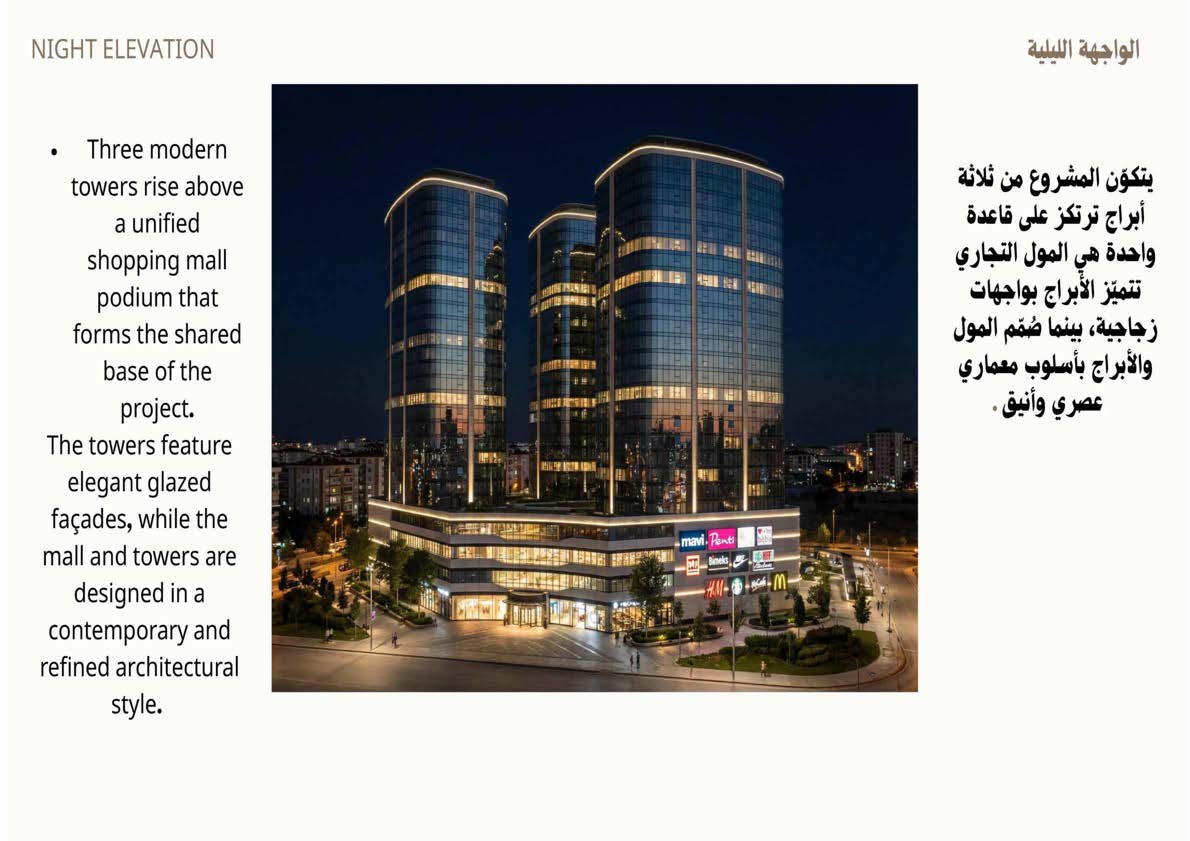 NIGHT ELEVATION
الواجهة الليلية
• Three modern
towers rise above
a unified
shopping mall
podium that
forms the shared
base of the
project.
The towers feature
elegant glazed
façades, while the
mall and towers are
designed in a
contemporary and
refined architectural
style.
يتكوّن المشروع من ثلاثة
أبراج ترتكز على قاعدة
واحدة هي المول التجاري
تتميّز الأبراج بواجهات
زجاجية، بينما صُمّم المول
والأبراج بأسلوب معماري
عصري وأنيق .
mavi
Penti
Bimeks
H&M